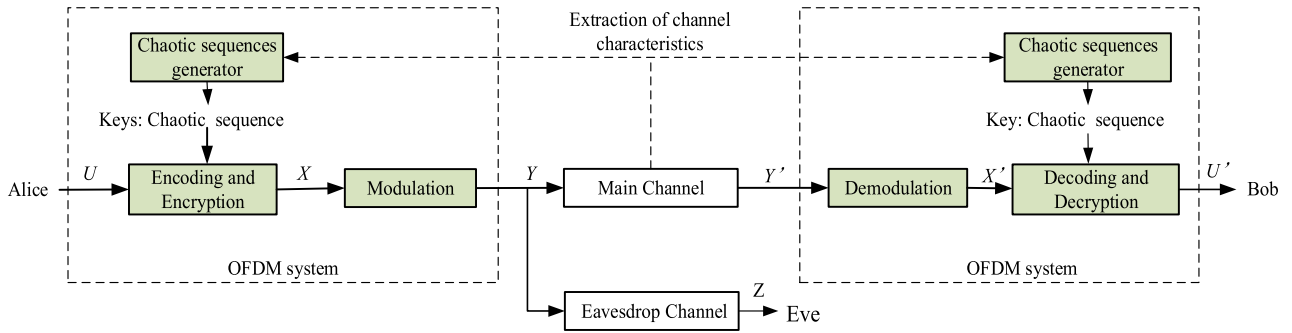 Extraction of channel
characteristics
Chaotic sequences
generator
Chaotic sequences
generator
Keys: Chaotic sequence
Key: Chaotic sequence
Alice
U
Encoding and
Encryption
X
Modulation
Y
Main Channel
Y’
Demodulation
X’
Decoding and
Decryption
U’
Bob
OFDM system
OFDM system
Eavesdrop Channel
Z
Eve